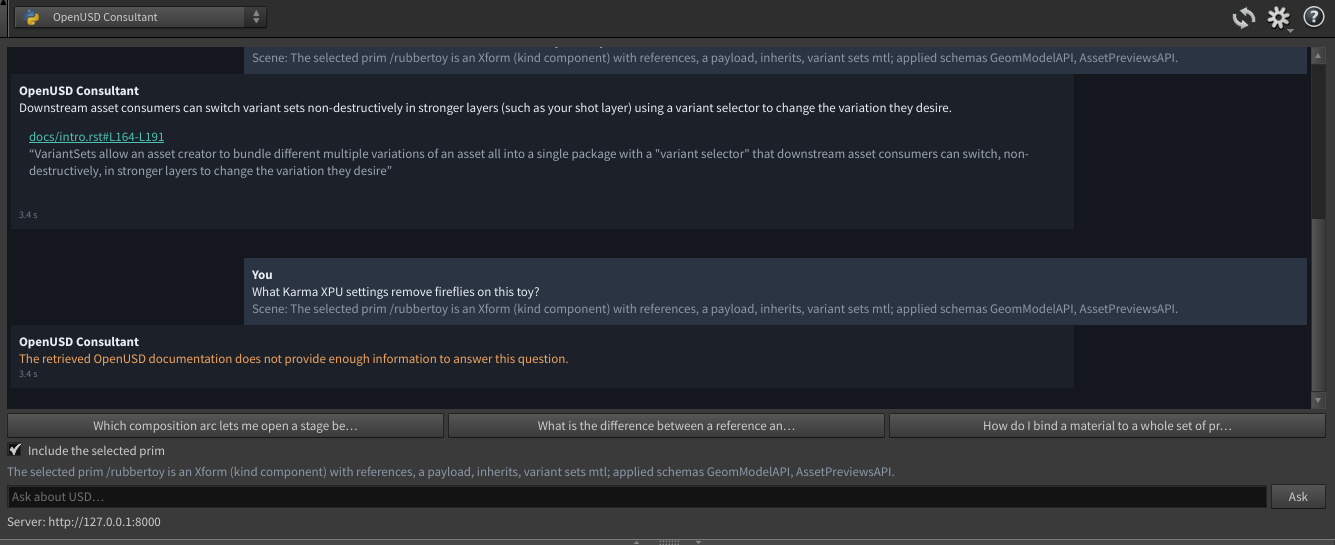 OpenUSD Consultant
Scene: The selected prim /rubbertoy is an Xform (kind component) with references, a payload, inherits, variant sets mtl; applied schemas GeomModelAPI, AssetPreviewsAPI.
OpenUSD Consultant
Downstream asset consumers can switch variant sets non-destructively in stronger layers (such as your shot layer) using a variant selector to change the variation they desire.
docs/intro.rst#L164-L191
“VariantSets allow an asset creator to bundle different multiple variations of an asset all into a single package with a "variant selector" that downstream asset consumers can switch, non-
destructively, in stronger layers to change the variation they desire”
3.4 s
You
What Karma XPU settings remove fireflies on this toy?
Scene: The selected prim /rubbertoy is an Xform (kind component) with references, a payload, inherits, variant sets mtl; applied schemas GeomModelAPI, AssetPreviewsAPI.
OpenUSD Consultant
The retrieved OpenUSD documentation does not provide enough information to answer this question.
3.4 s
Which composition arc lets me open a stage be…
What is the difference between a reference an…
How do I bind a material to a whole set of pr…
Include the selected prim
The selected prim /rubbertoy is an Xform (kind component) with references, a payload, inherits, variant sets mtl; applied schemas GeomModelAPI, AssetPreviewsAPI.
Ask about USD…
Ask
Server: http://127.0.0.1:8000